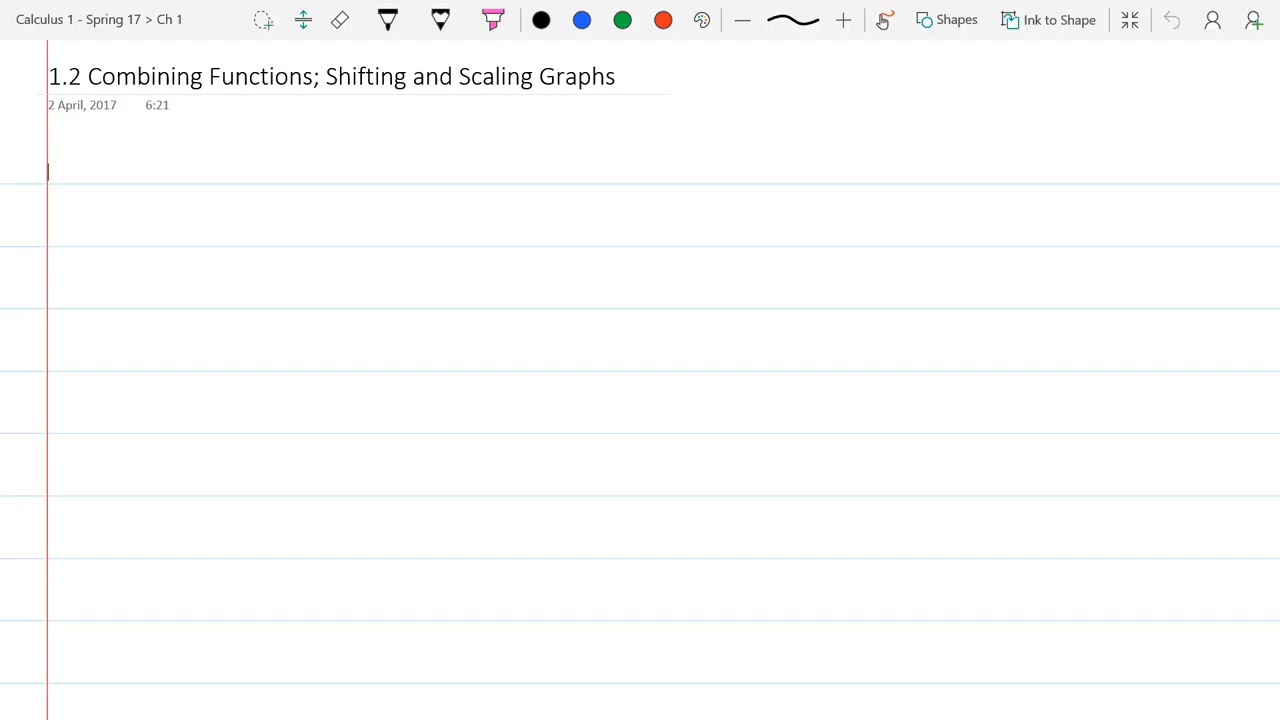 Calculus 1 - Spring 17 > Ch 1
Shapes
Ink to Shape
1.2 Combining Functions; Shifting and Scaling Graphs
2 April, 2017 6:21